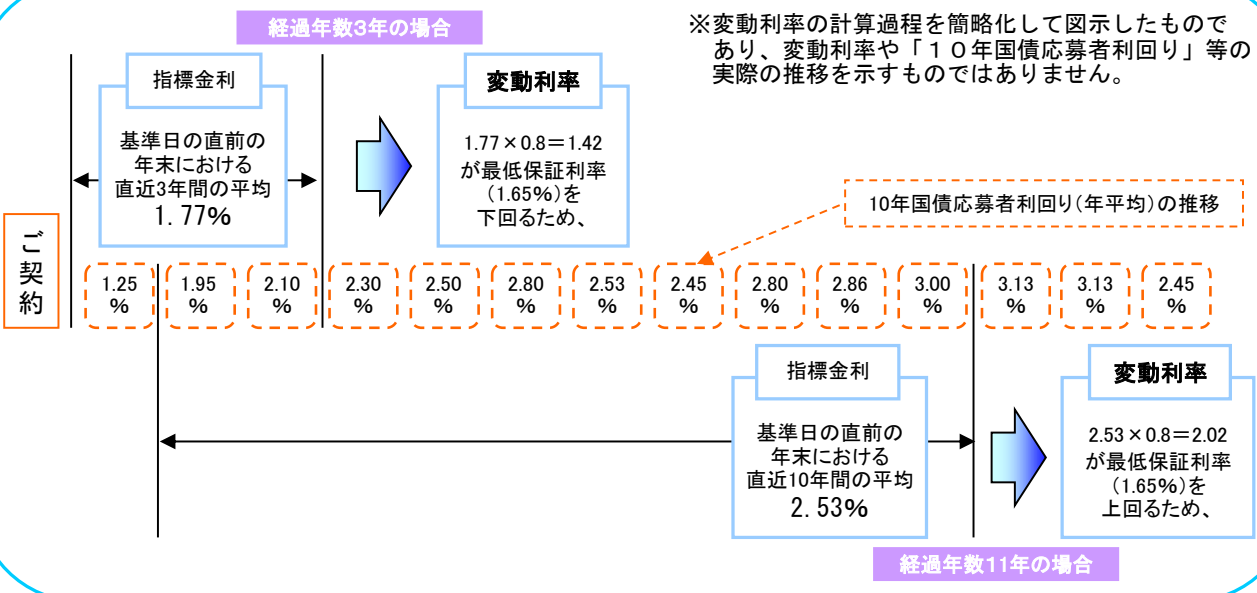 経過年数3年の場合
※変動利率の計算過程を簡略化して図示したもので
あり、変動利率や「１０年国債応募者利回り」等の
実際の推移を示すものではありません。
指標金利
基準日の直前の
年末における
直近3年間の平均
1.77%
変動利率
1.77×0.8＝1.42
が最低保証利率
(1.65%)を
下回るため、
10年国債応募者利回り(年平均)の推移
ご契約
1.25
%
1.95
%
2.10
%
2.30
%
2.50
%
2.80
%
2.53
%
2.45
%
2.80
%
2.86
%
3.00
%
3.13
%
3.13
%
2.45
%
指標金利
基準日の直前の
年末における
直近10年間の平均
2.53%
変動利率
2.53×0.8＝2.02
が最低保証利率
(1.65%)を
上回るため、
経過年数11年の場合